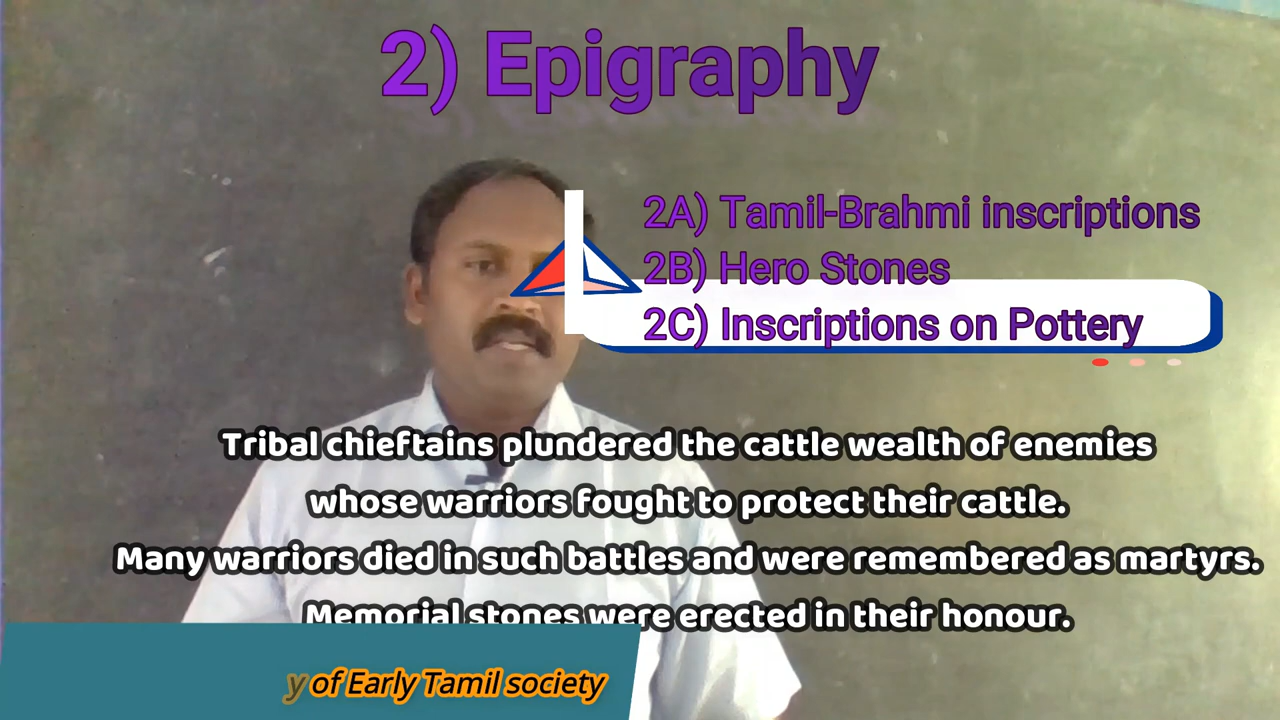 2) Epigraphy
2A) Tamil-Brahmi inscriptions
2B) Hero Stones
2C) Inscriptions on Pottery
Tribal chieftains plundered the cattle wealth of enemies
whose warriors fought to protect their cattle.
Many warriors died in such battles and were remembered as martyrs.
Memorial stones were erected in their honour.
y of Early Tamil society